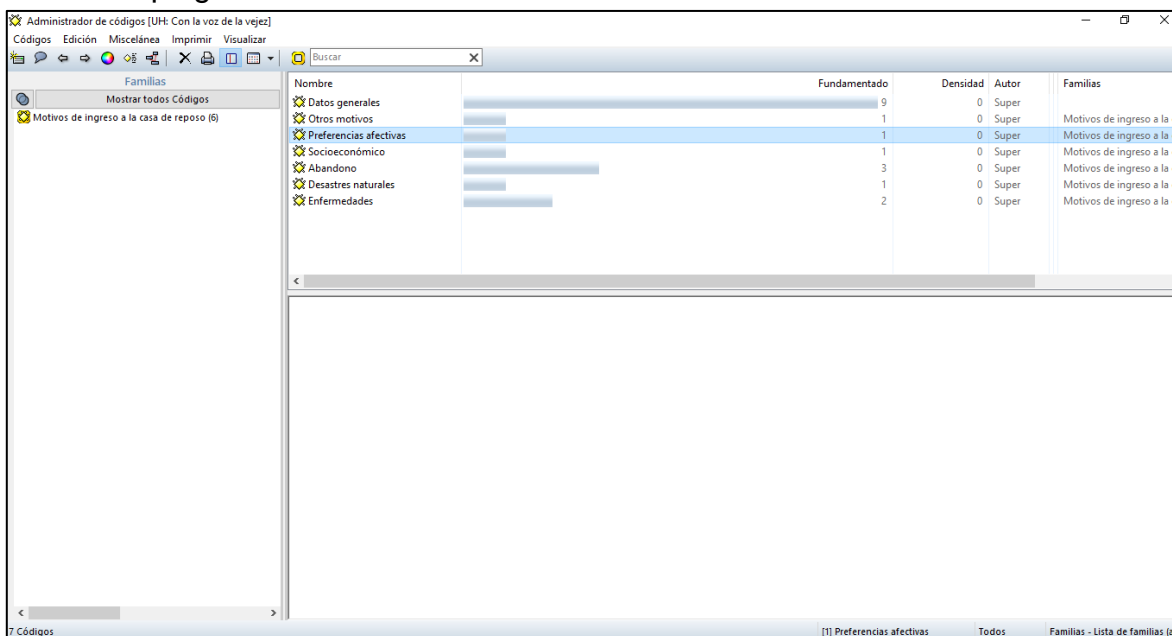 Administrador de códigos [UH: Con la voz de la vejez]
Códigos Edición Miscelánea Imprimir Visualizar
Buscar
Familias
Mostrar todos Códigos
Motivos de ingreso a la casa de reposo (6)
Nombre Fundamentado Densidad Autor Familias
Datos generales 9 0 Super
Otros motivos 1 0 Super Motivos de ingreso a la
Preferencias afectivas 1 0 Super Motivos de ingreso a la
Socioeconómico 1 0 Super Motivos de ingreso a la
Abandono 3 0 Super Motivos de ingreso a la
Desastres naturales 1 0 Super Motivos de ingreso a la
Enfermedades 2 0 Super Motivos de ingreso a la
7 Códigos [1] Preferencias afectivas Todos Familias - Lista de familias (a